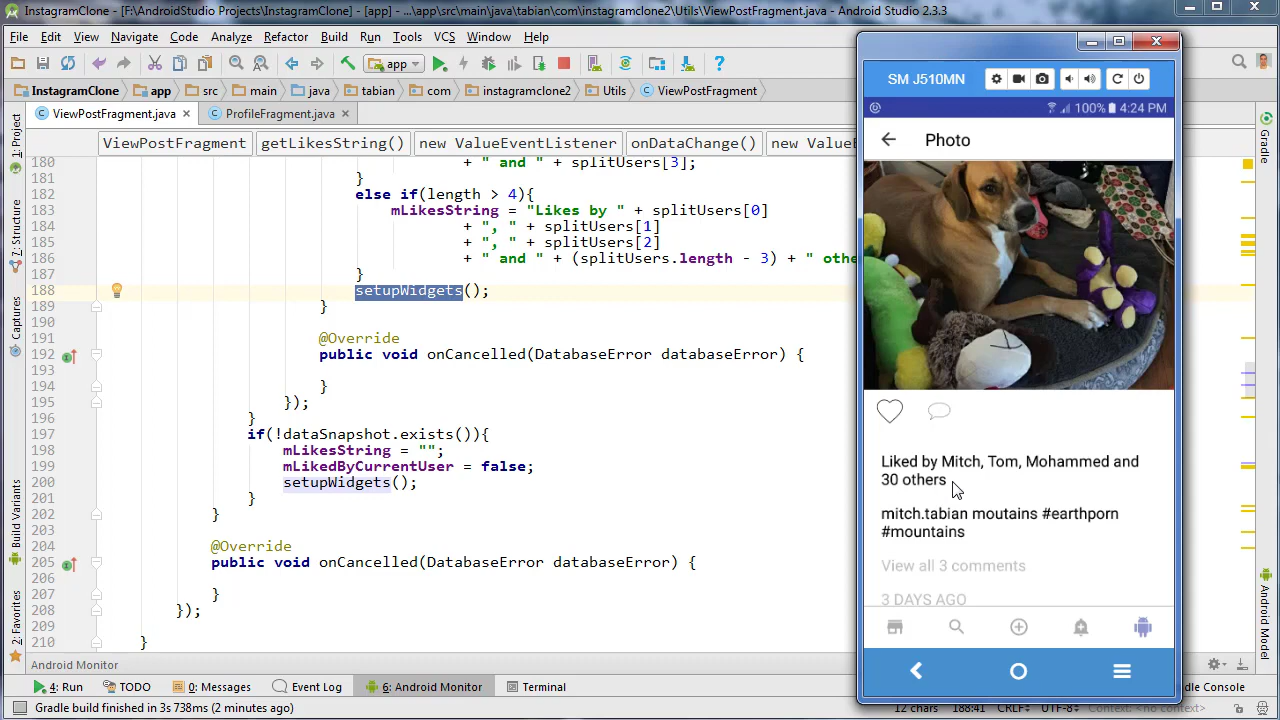 InstagramClone - [F:\AndroidStudio Projects\InstagramClone] - [app] - ...\app\src\main\java\tabian\com\instagramclone2\Utils\ViewPostFragment.java - Android Studio 2.3.3
File Edit View Navigate Code Analyze Refactor Build Run Tools VCS Window Help
app
InstagramClone app src main java tabian com instagramclone2 Utils ViewPostFragment
ViewPostFragment.java ProfileFragment.java
ViewPostFragment getLikesString() new ValueEventListener onDataChange() new ValueE
180 + " and " + splitUsers[3];
181 }
182 else if(length > 4){
183 mLikesString = "Likes by " + splitUsers[0]
184 + ", " + splitUsers[1]
185 + ", " + splitUsers[2]
186 + " and " + (splitUsers.length - 3) + " othe
187 }
188 setupWidgets();
189 }
190
191 @Override
192 public void onCancelled(DatabaseError databaseError) {
193
194 }
195 });
196 }
197 if(!dataSnapshot.exists()){
198 mLikesString = "";
199 mLikedByCurrentUser = false;
200 setupWidgets();
201 }
202 }
203
204 @Override
205 public void onCancelled(DatabaseError databaseError) {
206
207 }
208 });
209
210 }
1: Project
7: Structure
Captures
Build Variants
2: Favorites
Gradle
Android Model
SM J510MN
100% 4:24 PM
Photo
Liked by Mitch, Tom, Mohammed and
30 others
mitch.tabian moutains #earthporn
#mountains
View all 3 comments
3 DAYS AGO
Android Monitor
4: Run TODO 0: Messages Event Log 6: Android Monitor Terminal dle Console
Gradle build finished in 3s 738ms (2 minutes ago) 12 chars 188:41 CRLF UTF-8 Context: <no context>